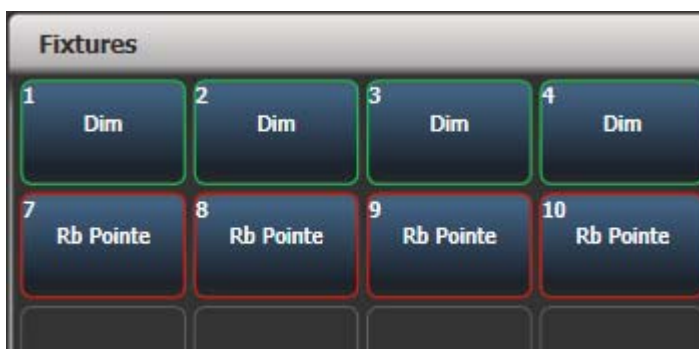 Fixtures
1 2 3 4
Dim Dim Dim Dim
7 8 9 10
Rb Pointe Rb Pointe Rb Pointe Rb Pointe